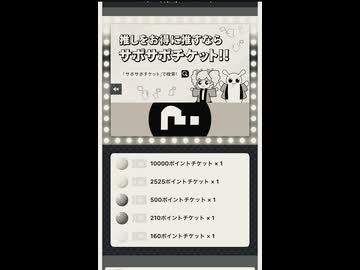 推しをお得に推すなら
サポサポチケット!!
「サポサポチケット」で検索!
10000ポイントチケット × 1
2525ポイントチケット × 1
500ポイントチケット × 1
210ポイントチケット × 1
160ポイントチケット × 1